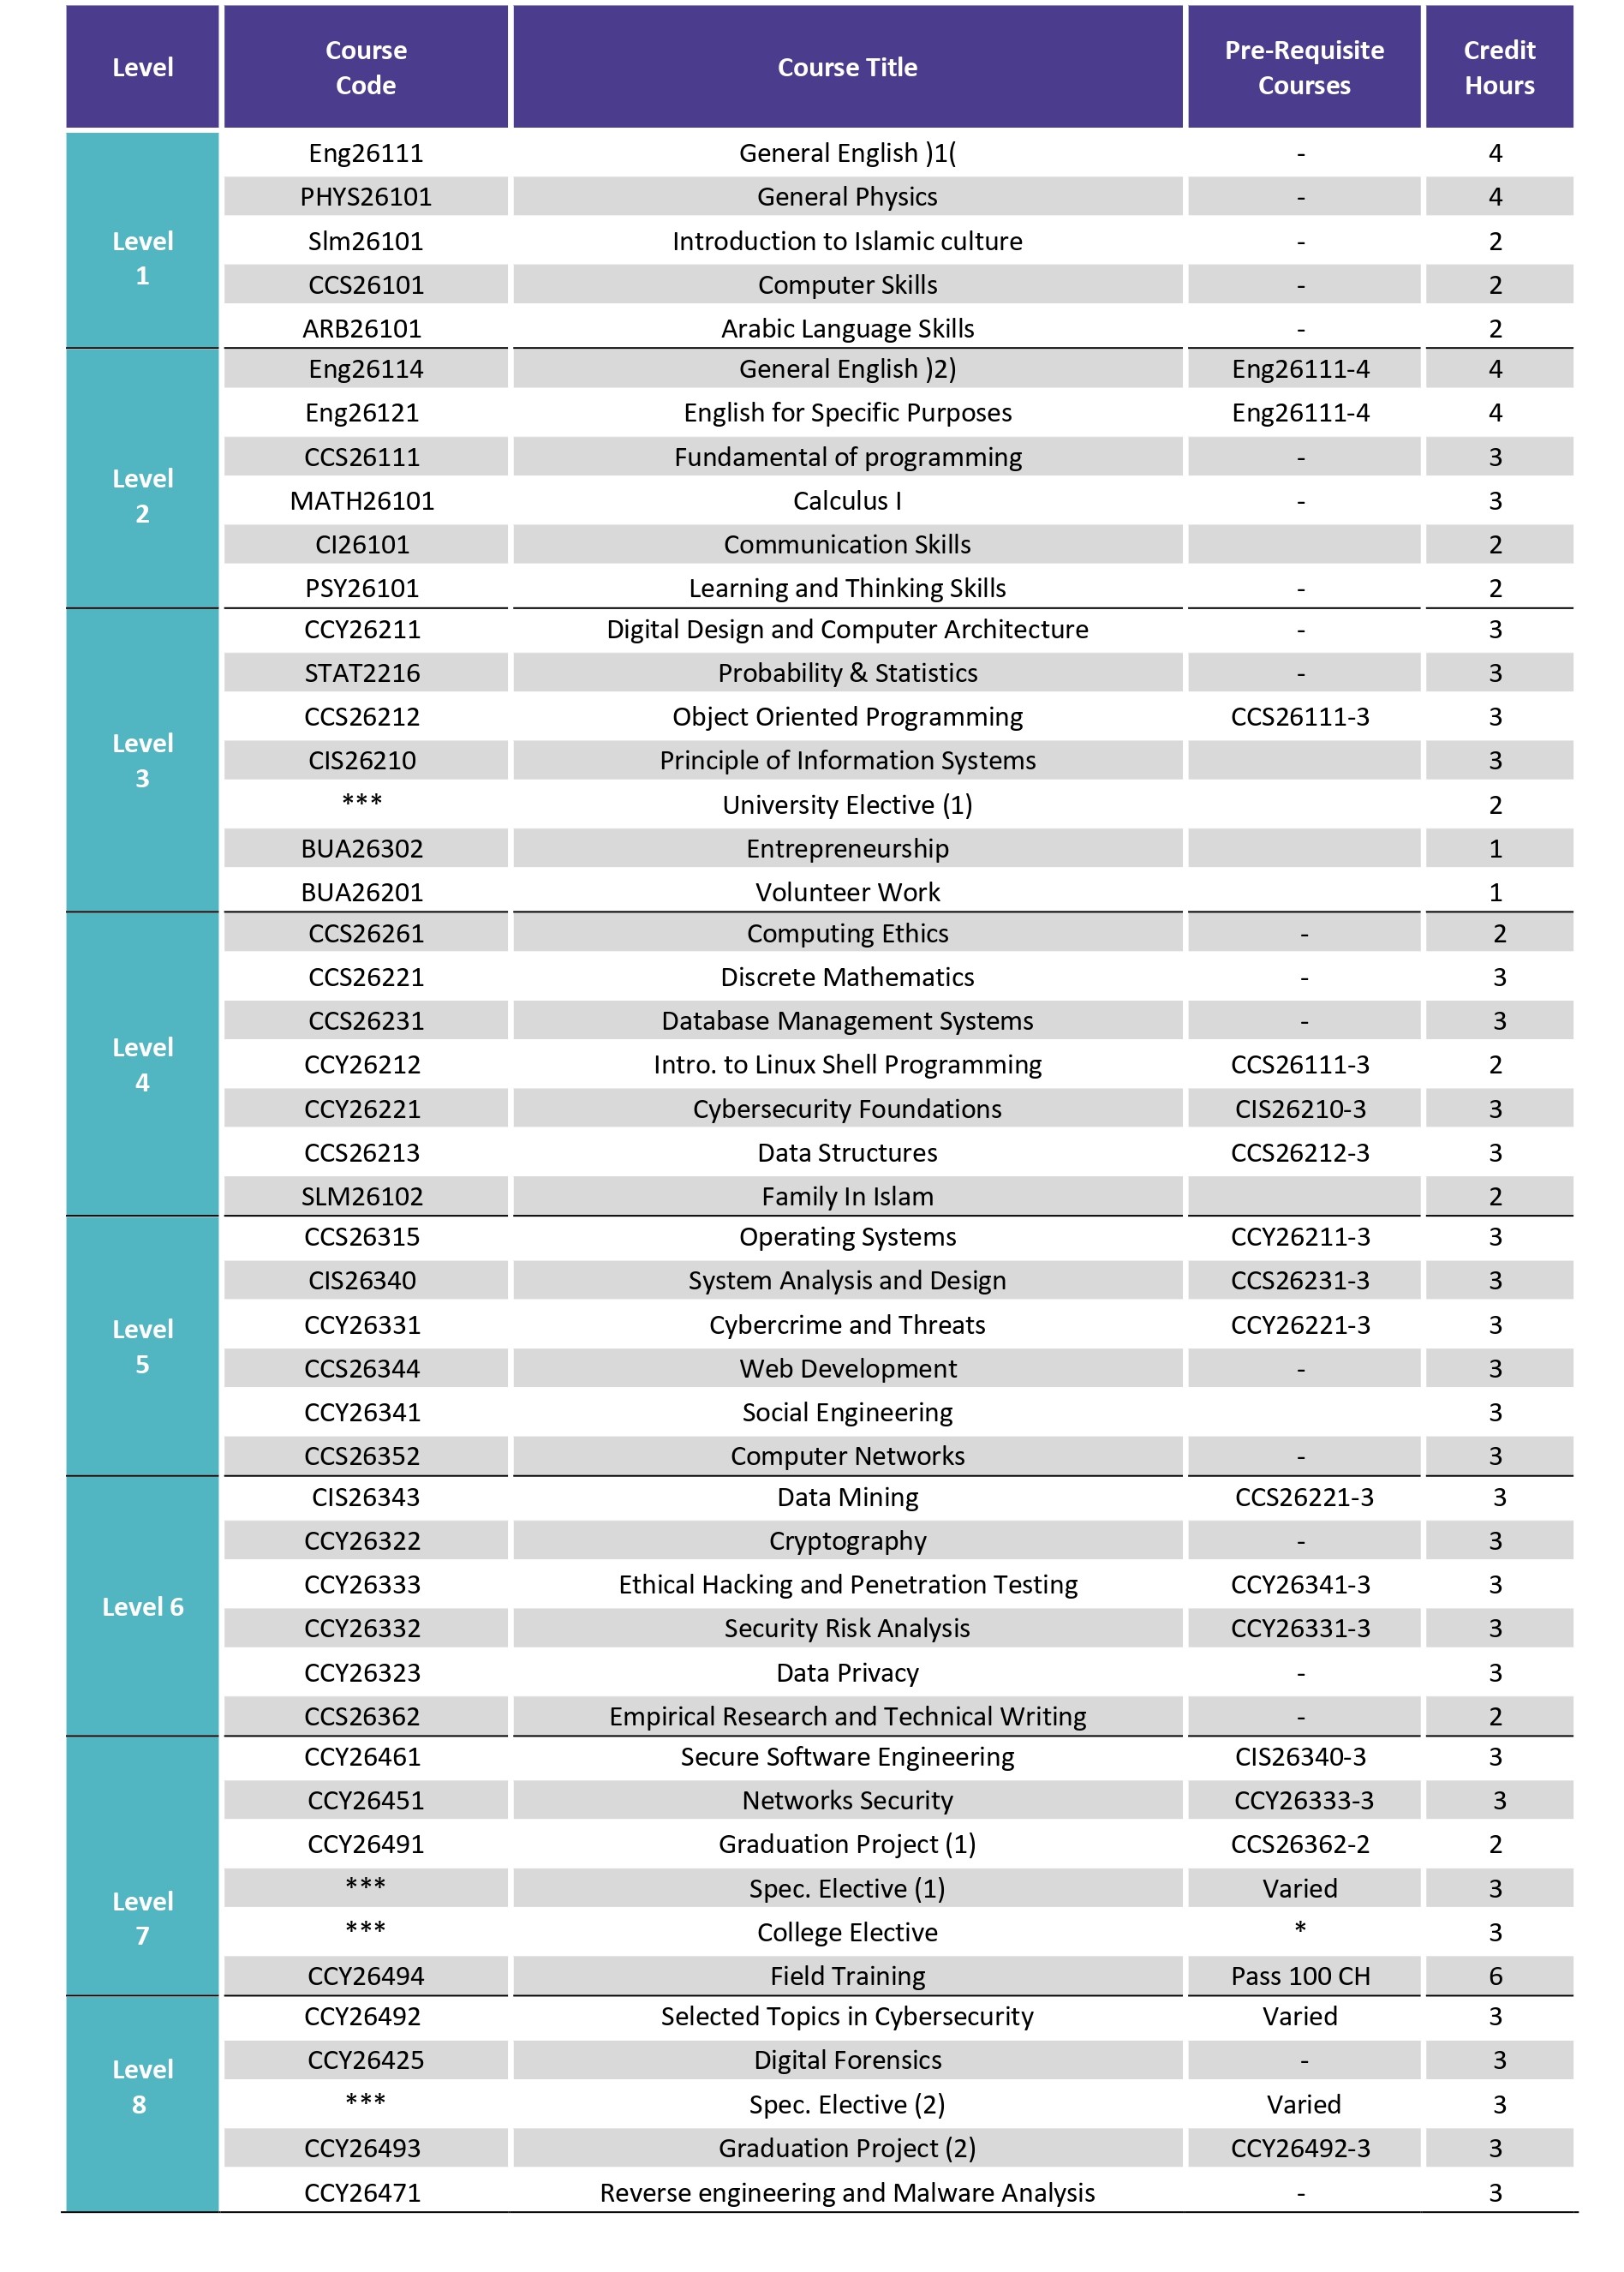 Level | Course Code | Course Title | Pre-Requisite Courses | Credit Hours
Level 1
Eng26111 | General English )1( | - | 4
PHYS26101 | General Physics | - | 4
Slm26101 | Introduction to Islamic culture | - | 2
CCS26101 | Computer Skills | - | 2
ARB26101 | Arabic Language Skills | - | 2
Level 2
Eng26114 | General English )2) | Eng26111-4 | 4
Eng26121 | English for Specific Purposes | Eng26111-4 | 4
CCS26111 | Fundamental of programming | - | 3
MATH26101 | Calculus I | - | 3
CI26101 | Communication Skills | | 2
PSY26101 | Learning and Thinking Skills | - | 2
Level 3
CCY26211 | Digital Design and Computer Architecture | - | 3
STAT2216 | Probability & Statistics | - | 3
CCS26212 | Object Oriented Programming | CCS26111-3 | 3
CIS26210 | Principle of Information Systems | | 3
*** | University Elective (1) | | 2
BUA26302 | Entrepreneurship | | 1
BUA26201 | Volunteer Work | | 1
Level 4
CCS26261 | Computing Ethics | - | 2
CCS26221 | Discrete Mathematics | - | 3
CCS26231 | Database Management Systems | - | 3
CCY26212 | Intro. to Linux Shell Programming | CCS26111-3 | 2
CCY26221 | Cybersecurity Foundations | CIS26210-3 | 3
CCS26213 | Data Structures | CCS26212-3 | 3
SLM26102 | Family In Islam | | 2
Level 5
CCS26315 | Operating Systems | CCY26211-3 | 3
CIS26340 | System Analysis and Design | CCS26231-3 | 3
CCY26331 | Cybercrime and Threats | CCY26221-3 | 3
CCS26344 | Web Development | - | 3
CCY26341 | Social Engineering | | 3
CCS26352 | Computer Networks | - | 3
Level 6
CIS26343 | Data Mining | CCS26221-3 | 3
CCY26322 | Cryptography | - | 3
CCY26333 | Ethical Hacking and Penetration Testing | CCY26341-3 | 3
CCY26332 | Security Risk Analysis | CCY26331-3 | 3
CCY26323 | Data Privacy | - | 3
CCS26362 | Empirical Research and Technical Writing | - | 2
Level 7
CCY26461 | Secure Software Engineering | CIS26340-3 | 3
CCY26451 | Networks Security | CCY26333-3 | 3
CCY26491 | Graduation Project (1) | CCS26362-2 | 2
*** | Spec. Elective (1) | Varied | 3
*** | College Elective | * | 3
CCY26494 | Field Training | Pass 100 CH | 6
Level 8
CCY26492 | Selected Topics in Cybersecurity | Varied | 3
CCY26425 | Digital Forensics | - | 3
*** | Spec. Elective (2) | Varied | 3
CCY26493 | Graduation Project (2) | CCY26492-3 | 3
CCY26471 | Reverse engineering and Malware Analysis | - | 3